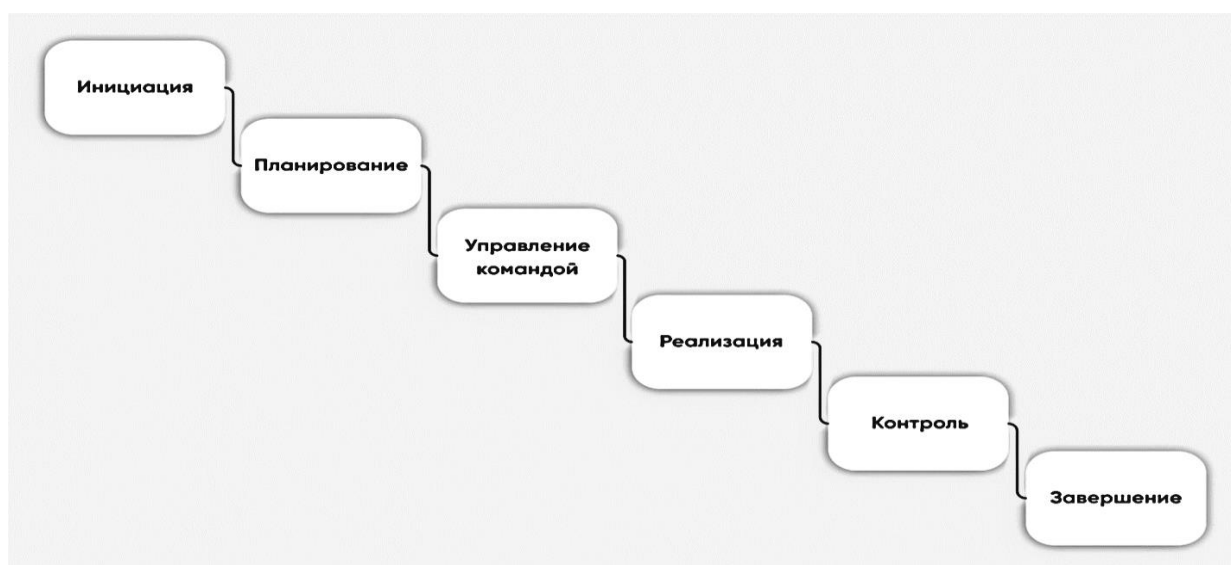 Инициация
Планирование
Управление
командой
Реализация
Контроль
Завершение